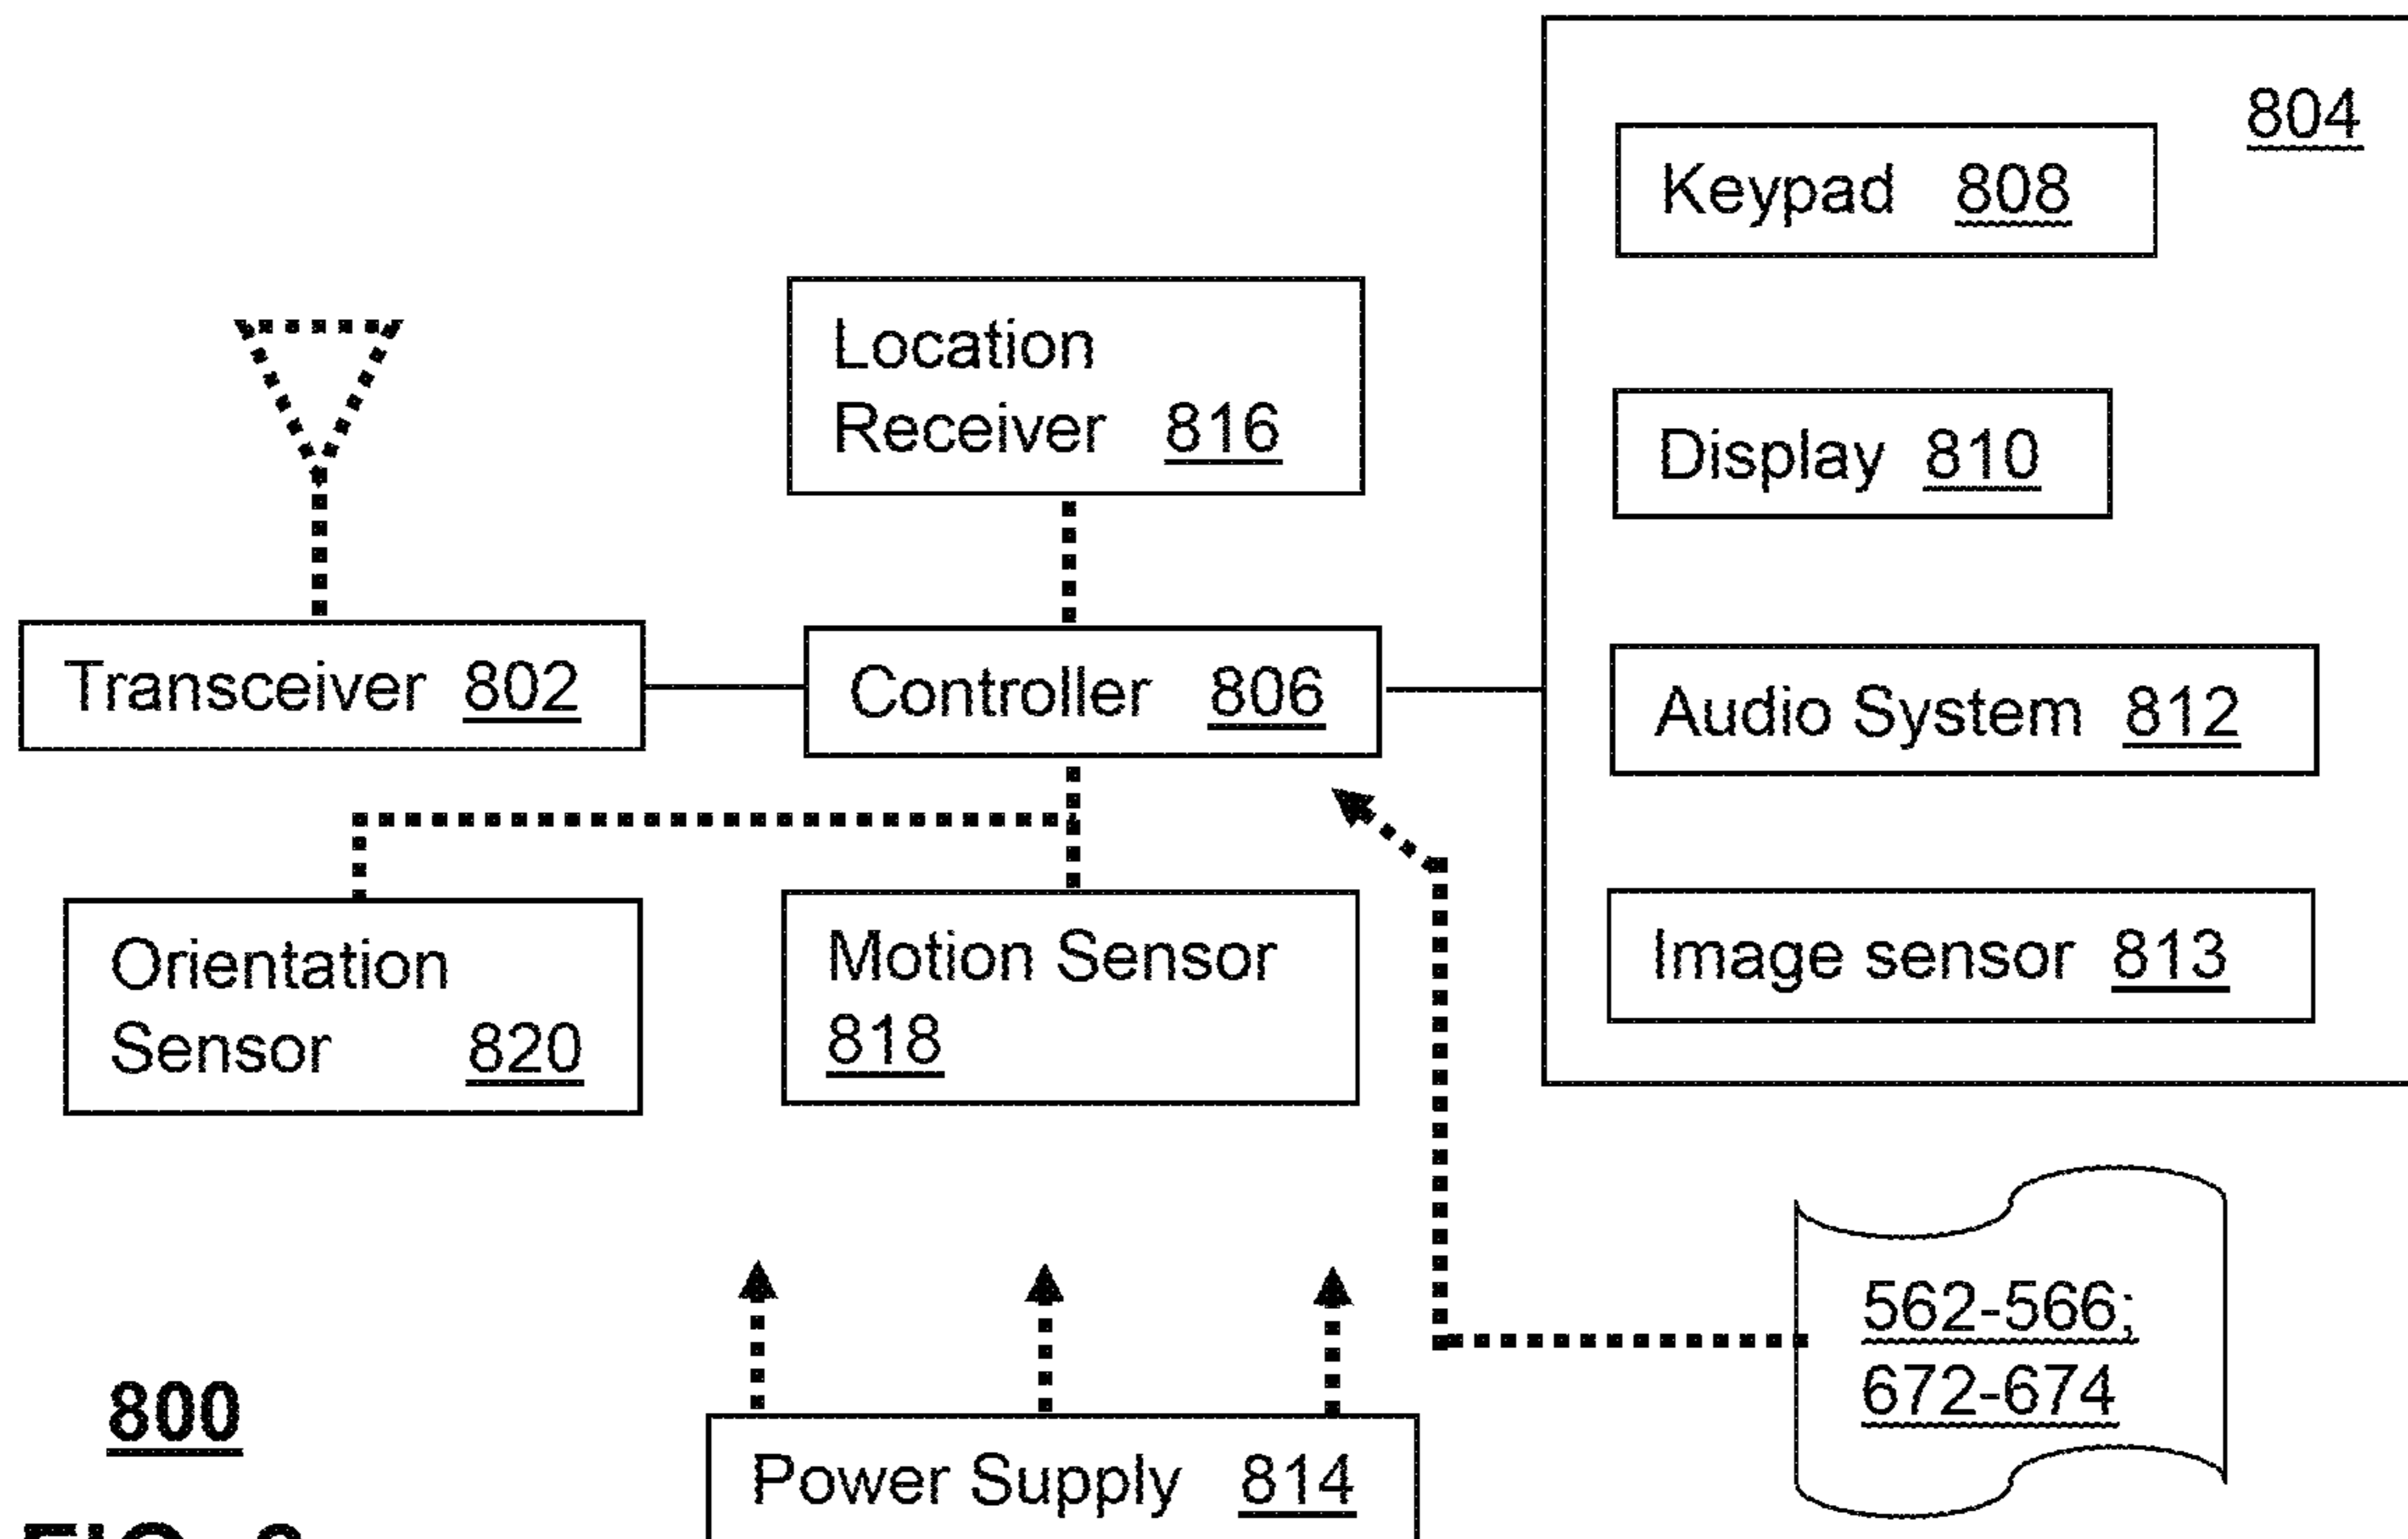 804
Keypad 808
Location
Receiver 816
Display 810
Transceiver 802
Controller 806
Audio System 812
Orientation
Sensor 820
Motion Sensor
818
Image sensor 813
562-566;
672-674
800
Power Supply 814